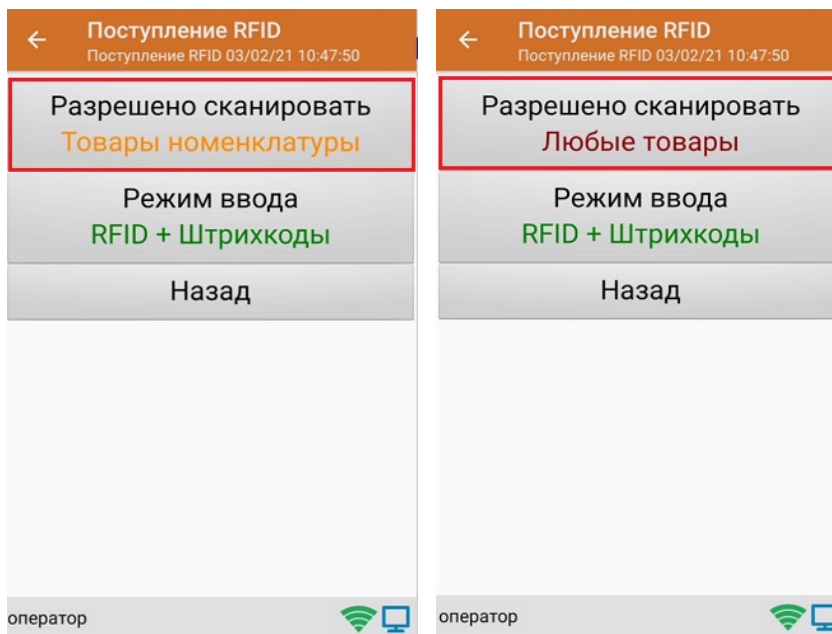 Поступление RFID
Поступление RFID 03/02/21 10:47:50
Разрешено сканировать
Товары номенклатуры
Режим ввода
RFID + Штрихкоды
Назад
оператор
Поступление RFID
Поступление RFID 03/02/21 10:47:50
Разрешено сканировать
Любые товары
Режим ввода
RFID + Штрихкоды
Назад
оператор